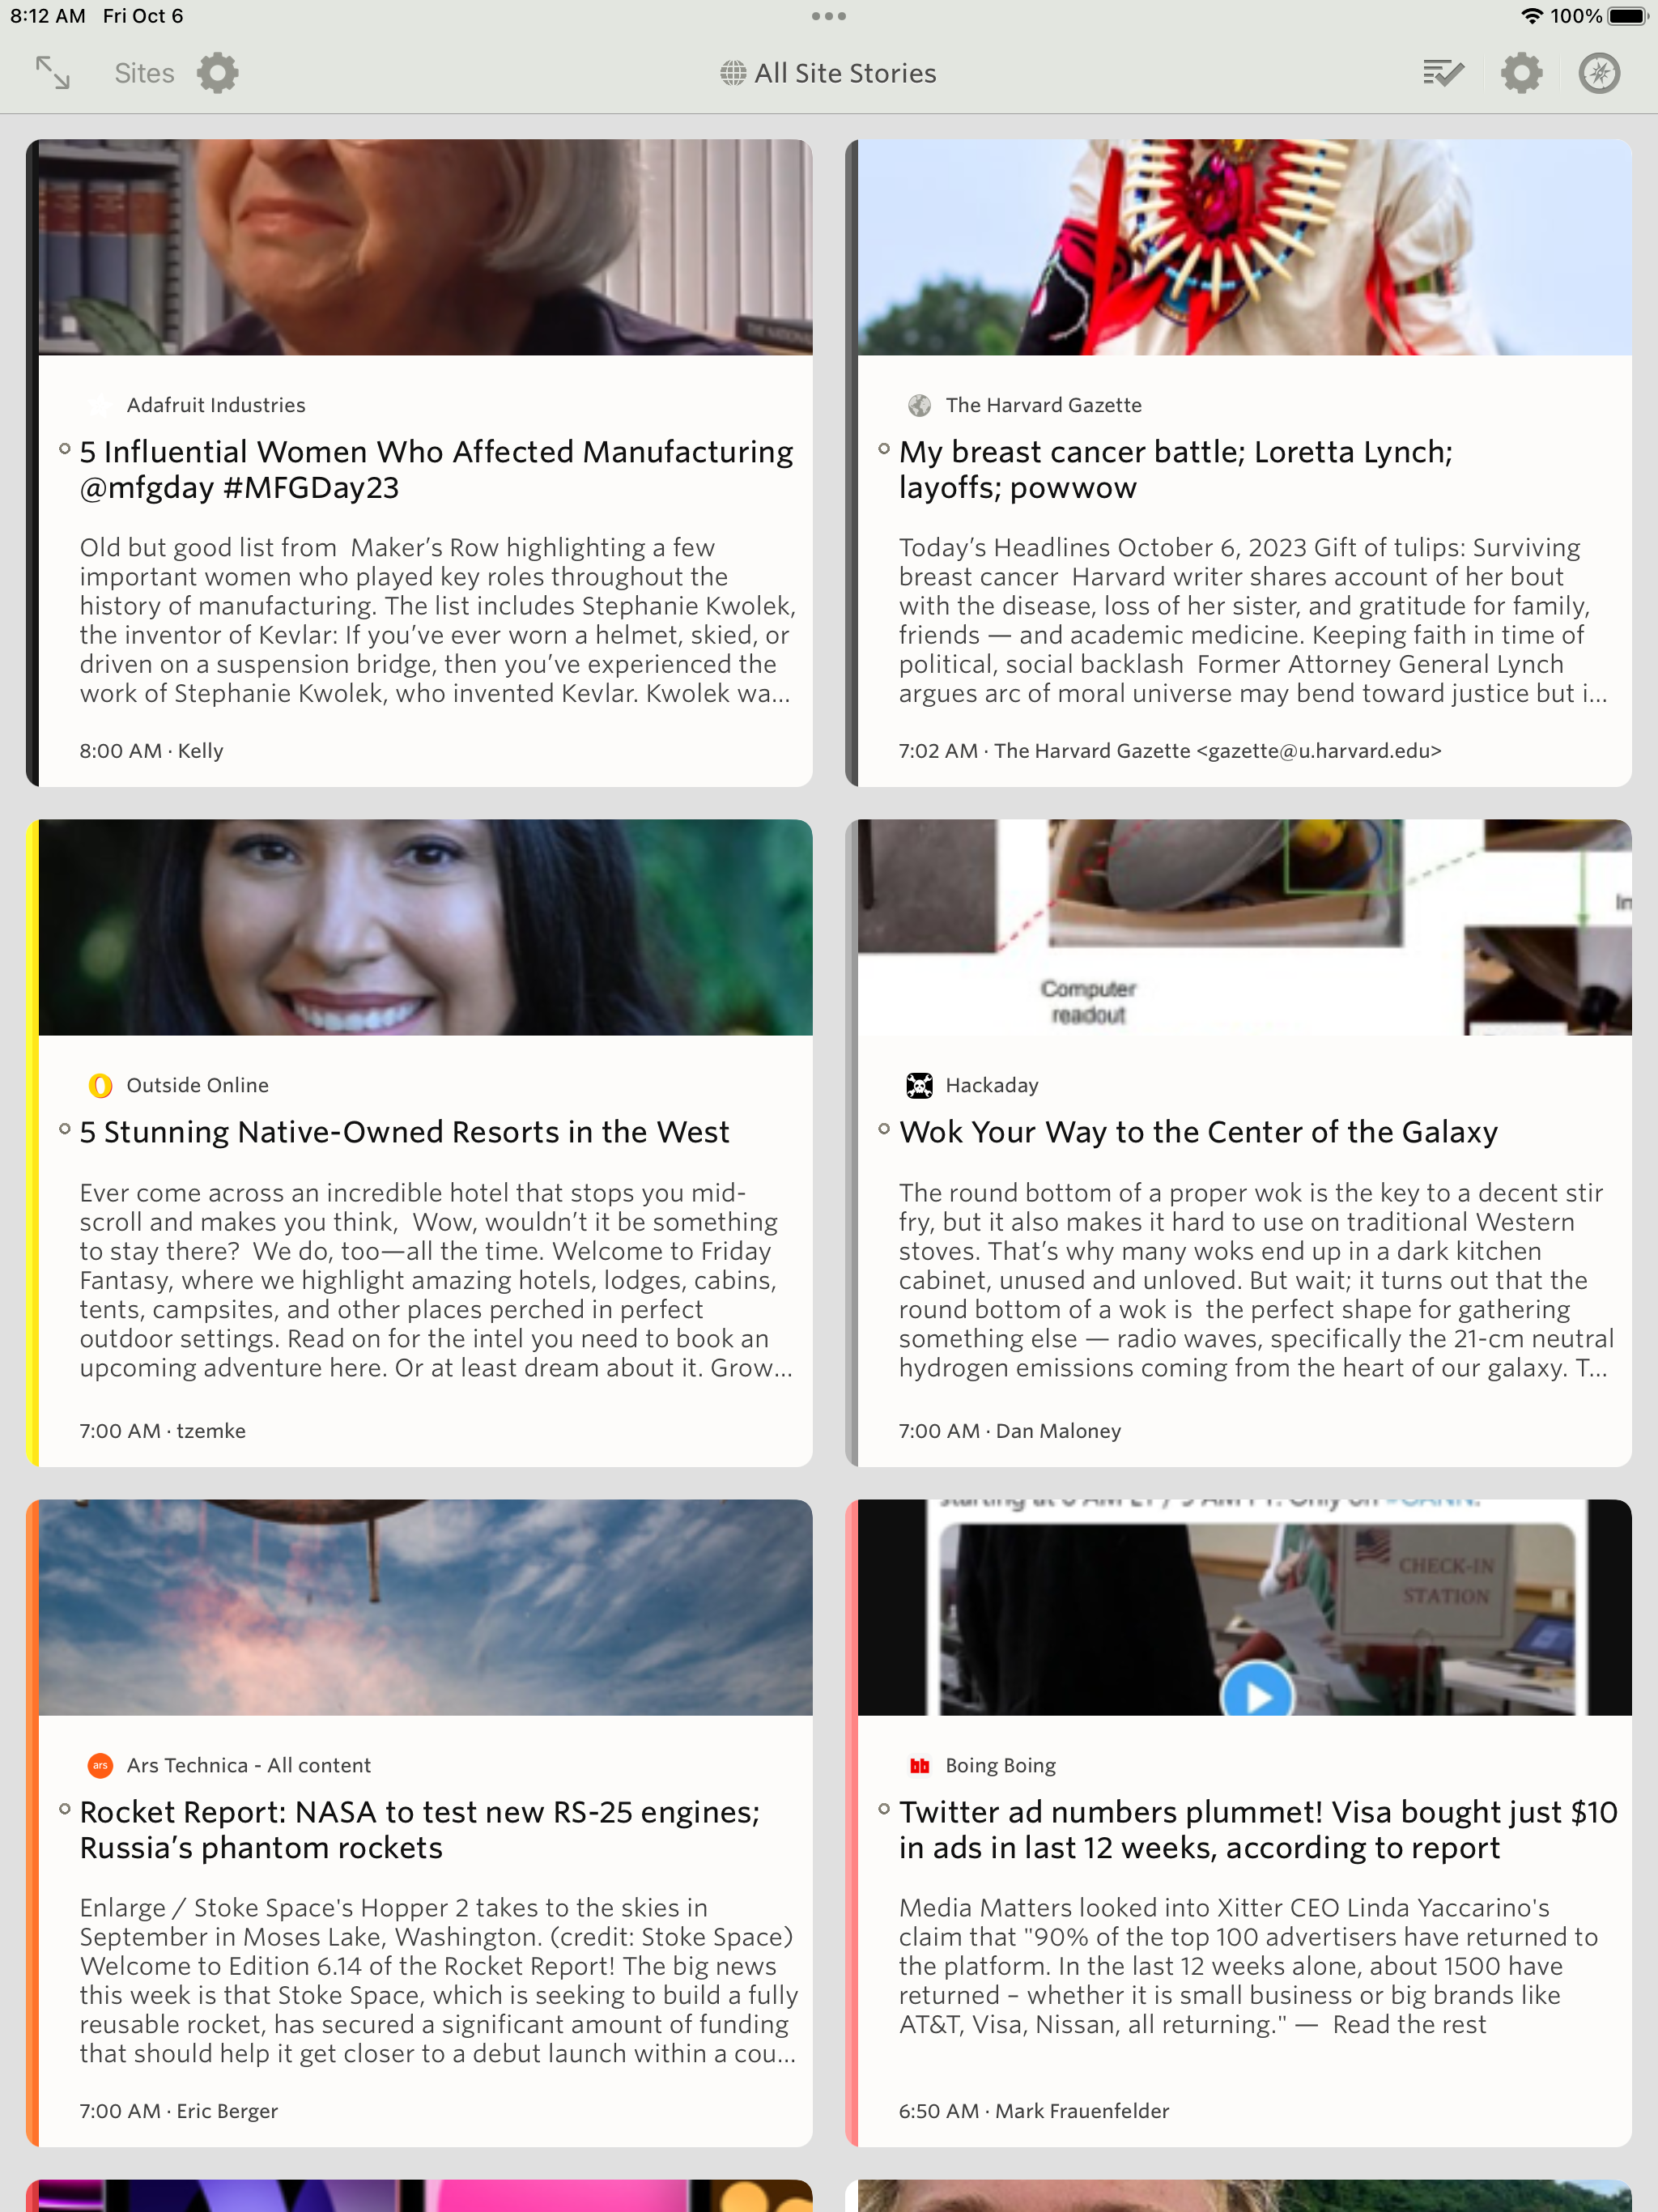 8:12 AM Fri Oct 6
100%
Sites
All Site Stories
Adafruit Industries
5 Influential Women Who Affected Manufacturing
@mfgday #MFGDay23
Old but good list from Maker’s Row highlighting a few
important women who played key roles throughout the
history of manufacturing. The list includes Stephanie Kwolek,
the inventor of Kevlar: If you’ve ever worn a helmet, skied, or
driven on a suspension bridge, then you’ve experienced the
work of Stephanie Kwolek, who invented Kevlar. Kwolek wa...
8:00 AM · Kelly
The Harvard Gazette
My breast cancer battle; Loretta Lynch;
layoffs; powwow
Today’s Headlines October 6, 2023 Gift of tulips: Surviving
breast cancer Harvard writer shares account of her bout
with the disease, loss of her sister, and gratitude for family,
friends — and academic medicine. Keeping faith in time of
political, social backlash Former Attorney General Lynch
argues arc of moral universe may bend toward justice but i...
7:02 AM · The Harvard Gazette <gazette@u.harvard.edu>
Outside Online
5 Stunning Native-Owned Resorts in the West
Ever come across an incredible hotel that stops you mid-
scroll and makes you think, Wow, wouldn’t it be something
to stay there? We do, too—all the time. Welcome to Friday
Fantasy, where we highlight amazing hotels, lodges, cabins,
tents, campsites, and other places perched in perfect
outdoor settings. Read on for the intel you need to book an
upcoming adventure here. Or at least dream about it. Grow...
7:00 AM · tzemke
Computer
readout
In
Hackaday
Wok Your Way to the Center of the Galaxy
The round bottom of a proper wok is the key to a decent stir
fry, but it also makes it hard to use on traditional Western
stoves. That’s why many woks end up in a dark kitchen
cabinet, unused and unloved. But wait; it turns out that the
round bottom of a wok is the perfect shape for gathering
something else — radio waves, specifically the 21-cm neutral
hydrogen emissions coming from the heart of our galaxy. T...
7:00 AM · Dan Maloney
ars
Ars Technica - All content
Rocket Report: NASA to test new RS-25 engines;
Russia’s phantom rockets
Enlarge / Stoke Space's Hopper 2 takes to the skies in
September in Moses Lake, Washington. (credit: Stoke Space)
Welcome to Edition 6.14 of the Rocket Report! The big news
this week is that Stoke Space, which is seeking to build a fully
reusable rocket, has secured a significant amount of funding
that should help it get closer to a debut launch within a cou...
7:00 AM · Eric Berger
CHECK-IN
STATION
bb
Boing Boing
Twitter ad numbers plummet! Visa bought just $10
in ads in last 12 weeks, according to report
Media Matters looked into Xitter CEO Linda Yaccarino's
claim that "90% of the top 100 advertisers have returned to
the platform. In the last 12 weeks alone, about 1500 have
returned – whether it is small business or big brands like
AT&T, Visa, Nissan, all returning." — Read the rest
6:50 AM · Mark Frauenfelder